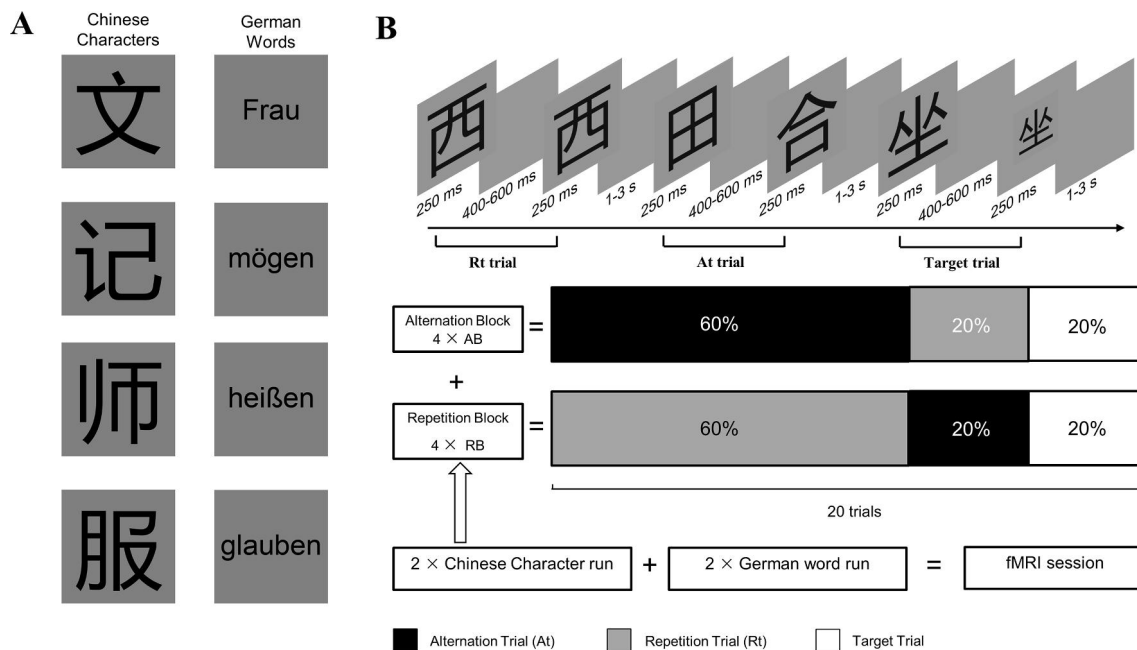 A
Chinese
Characters
German
Words
文
Frau
记
mögen
师
heißen
服
glauben
B
西
西
田
合
坐
坐
250 ms
400-600 ms
250 ms
1-3 s
250 ms
400-600 ms
250 ms
1-3 s
250 ms
400-600 ms
250 ms
1-3 s
Rt trial
At trial
Target trial
Alternation Block
4 × AB
=
60%
20%
20%
+
Repetition Block
4 × RB
=
60%
20%
20%
20 trials
2 × Chinese Character run
+
2 × German word run
=
fMRI session
Alternation Trial (At)
Repetition Trial (Rt)
Target Trial